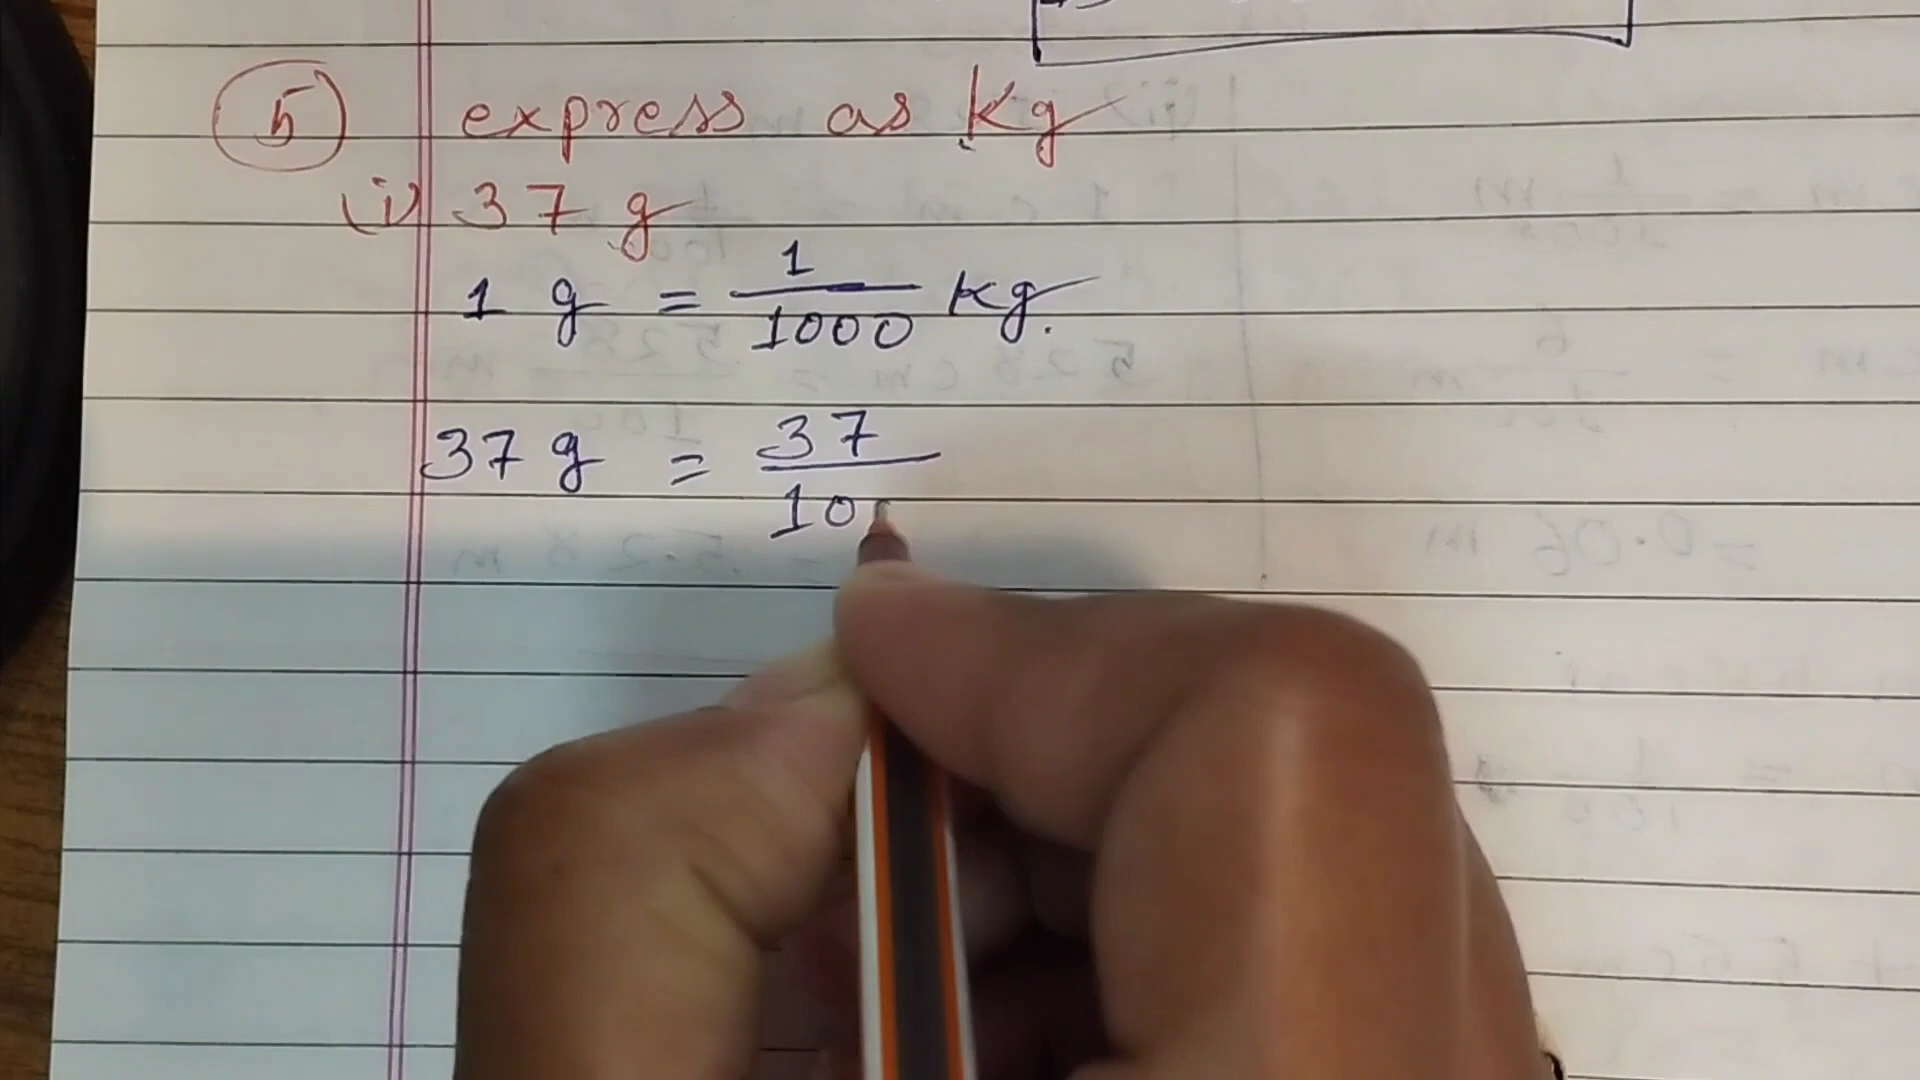 5 express as kg
(i) 37 g
1 g = 1/1000 kg.
37 g = 37/10